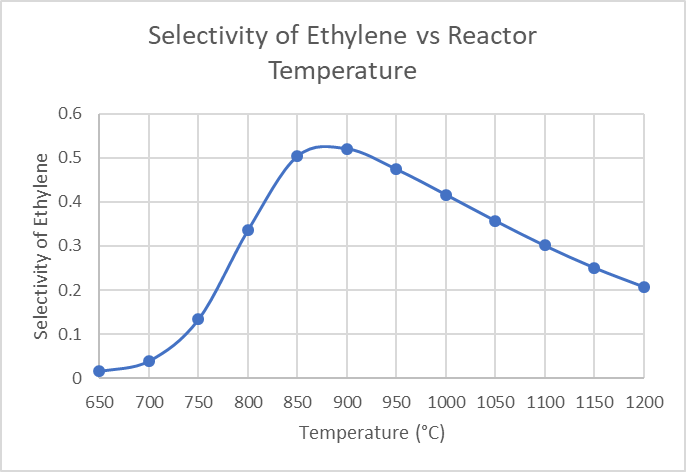 Selectivity of Ethylene vs Reactor
Temperature
Selectivity of Ethylene
0.6
0.5
0.4
0.3
0.2
0.1
0
650 700 750 800 850 900 950 1000 1050 1100 1150 1200
Temperature (°C)